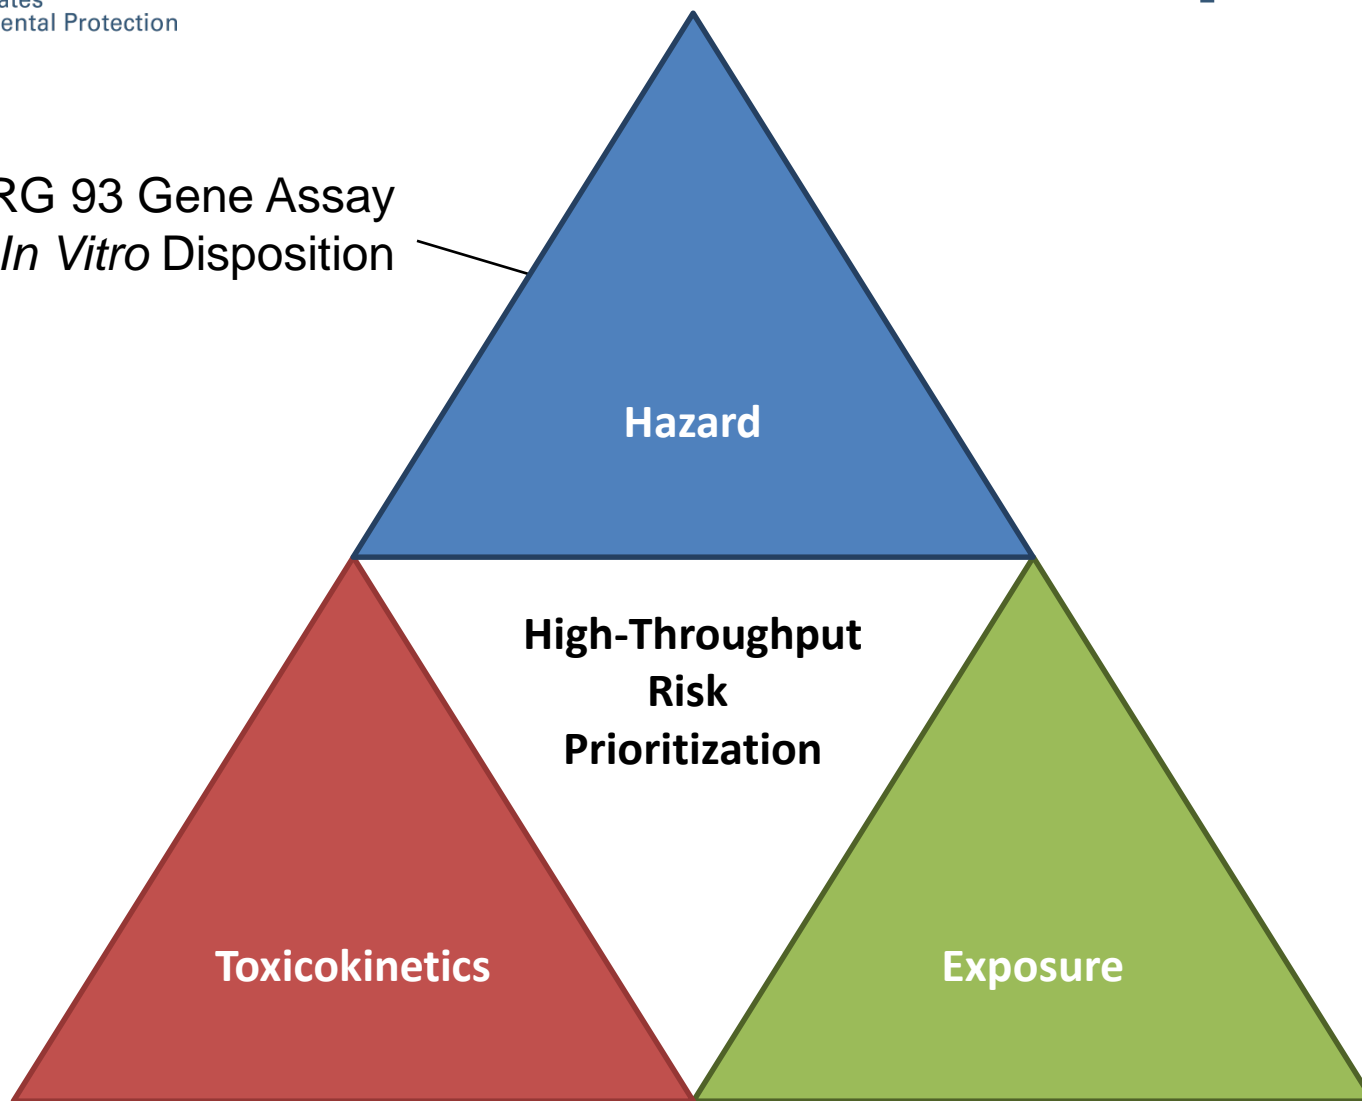 ental Protection
RG 93 Gene Assay
In Vitro Disposition
Hazard
High-Throughput
Risk
Prioritization
Toxicokinetics
Exposure